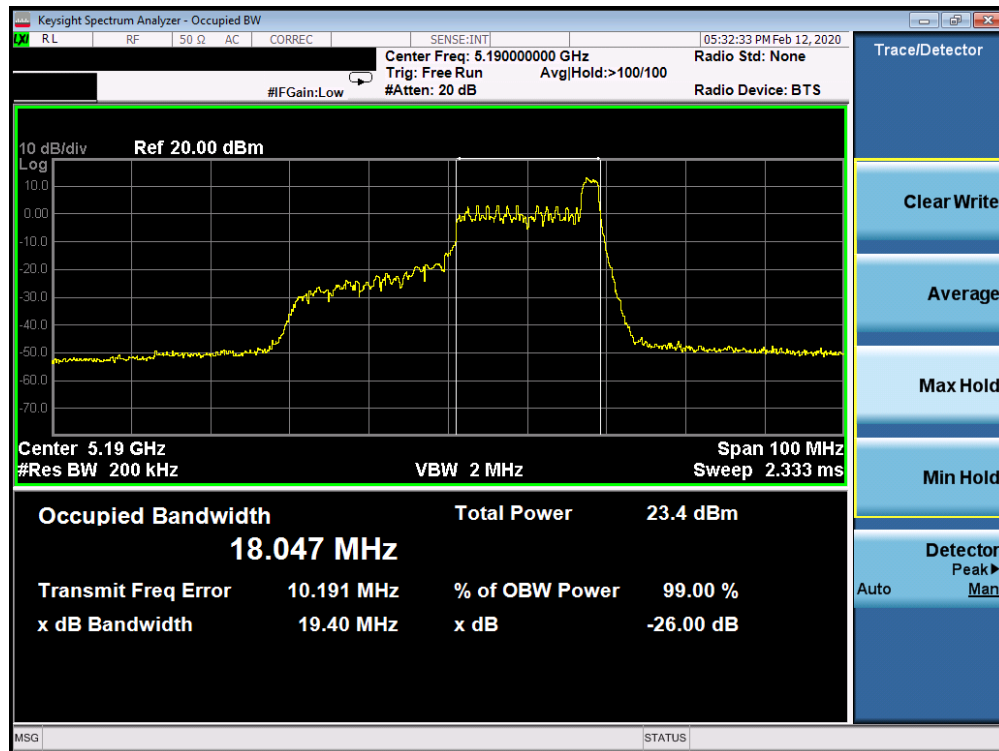 Keysight Spectrum Analyzer - Occupied BW
LXI RL RF 50 Ω AC CORREC SENSE:INT 05:32:33 PM Feb 12, 2020
Center Freq: 5.190000000 GHz Radio Std: None
Trig: Free Run Avg|Hold:>100/100
#IFGain:Low #Atten: 20 dB Radio Device: BTS
10 dB/div Ref 20.00 dBm
Log
10.0
0.00
-10.0
-20.0
-30.0
-40.0
-50.0
-60.0
-70.0
Center 5.19 GHz Span 100 MHz
#Res BW 200 kHz VBW 2 MHz Sweep 2.333 ms
Occupied Bandwidth Total Power 23.4 dBm
18.047 MHz
Transmit Freq Error 10.191 MHz % of OBW Power 99.00 %
x dB Bandwidth 19.40 MHz x dB -26.00 dB
MSG STATUS
Trace/Detector
Clear Write
Average
Max Hold
Min Hold
Detector
Peak▶
Auto Man